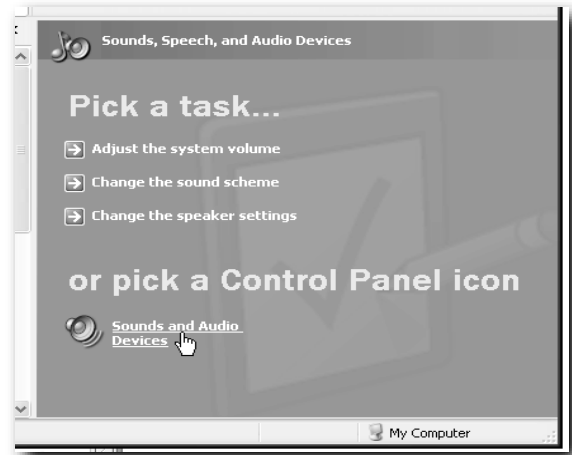 Sounds, Speech, and Audio Devices
Pick a task...
Adjust the system volume
Change the sound scheme
Change the speaker settings
or pick a Control Panel icon
Sounds and Audio
Devices
My Computer